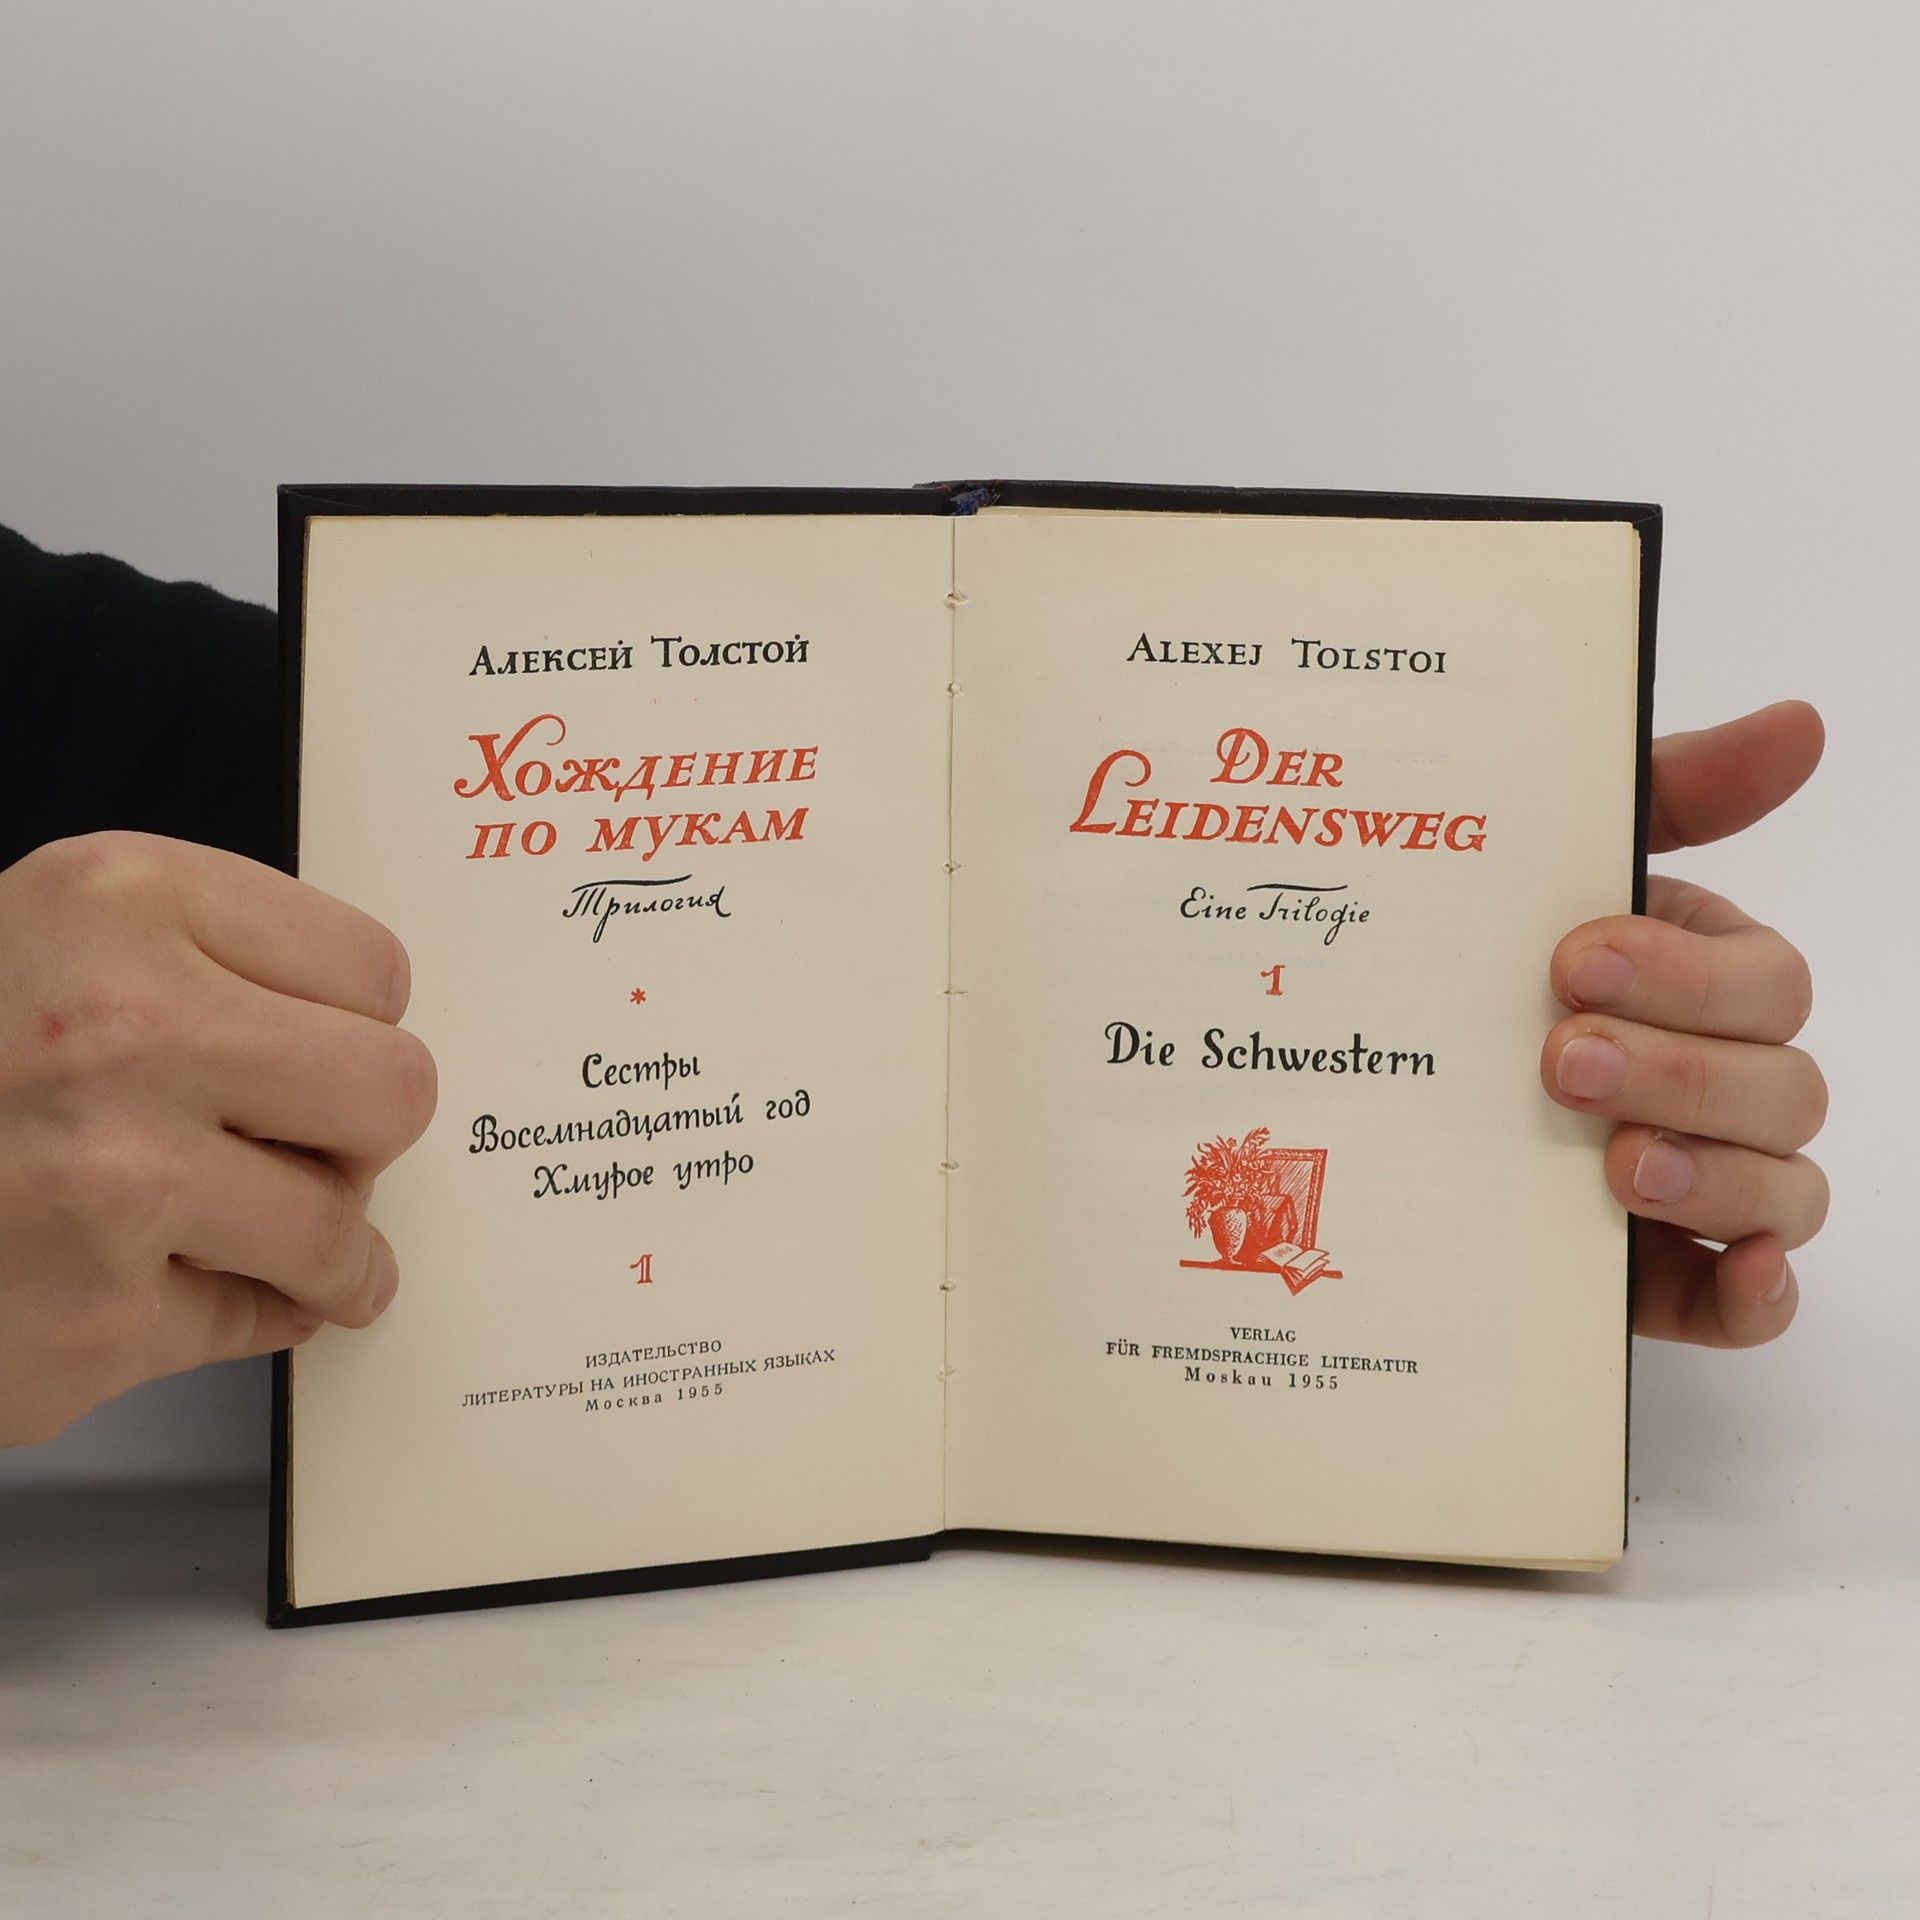 Алексей Толстой
Хождение
по мукам
Трилогия
*
Сестры
Восемнадцатый год
Хмурое утро
1
ИЗДАТЕЛЬСТВО
ЛИТЕРАТУРЫ НА ИНОСТРАННЫХ ЯЗЫКАХ
Москва 1955
Alexej Tolstoi
Der
Leidensweg
Eine Trilogie
1
Die Schwestern
VERLAG
FÜR FREMDSPRACHIGE LITERATUR
Moskau 1955